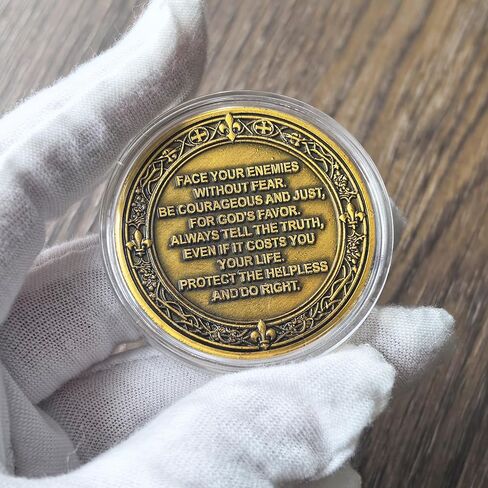 FACE YOUR ENEMIES
WITHOUT FEAR.
BE COURAGEOUS AND JUST,
FOR GOD'S FAVOR.
ALWAYS TELL THE TRUTH,
EVEN IF IT COSTS YOU
YOUR LIFE.
PROTECT THE HELPLESS
AND DO RIGHT.